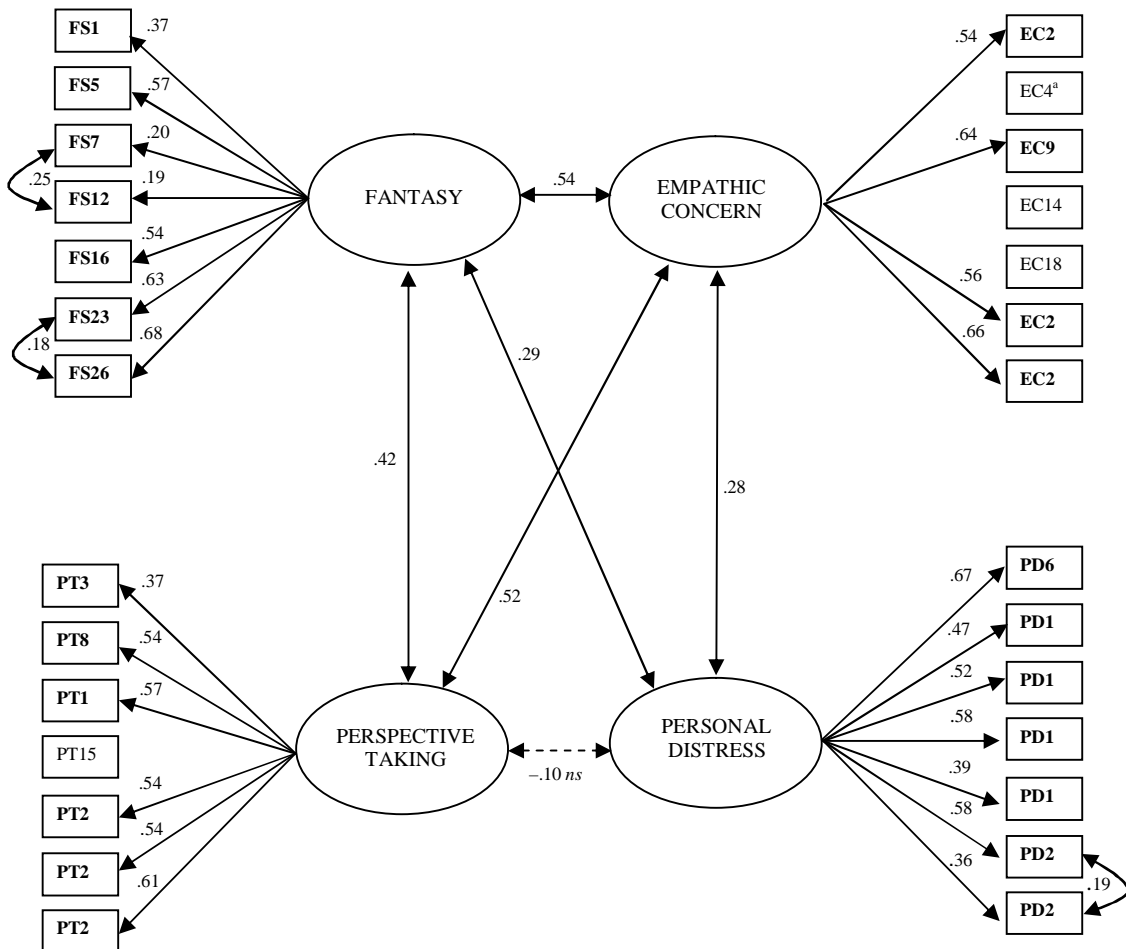 FS1
.37
FS5
.57
FS7
.20
.25
FS12
.19
FS16
.54
FS23
.63
.18
FS26
.68
FANTASY
.54
EMPATHIC
CONCERN
.54
EC2
EC4ᵃ
.64
EC9
EC14
EC18
.56
EC2
.66
EC2
.42
.29
.52
.28
PT3
.37
PT8
.54
PT1
.57
PT15
PT2
.54
PT2
.54
PT2
.61
PERSPECTIVE
TAKING
–.10 ns
PERSONAL
DISTRESS
.67
PD6
.47
PD1
.52
PD1
.58
PD1
.39
PD1
.58
PD2
.36
.19
PD2